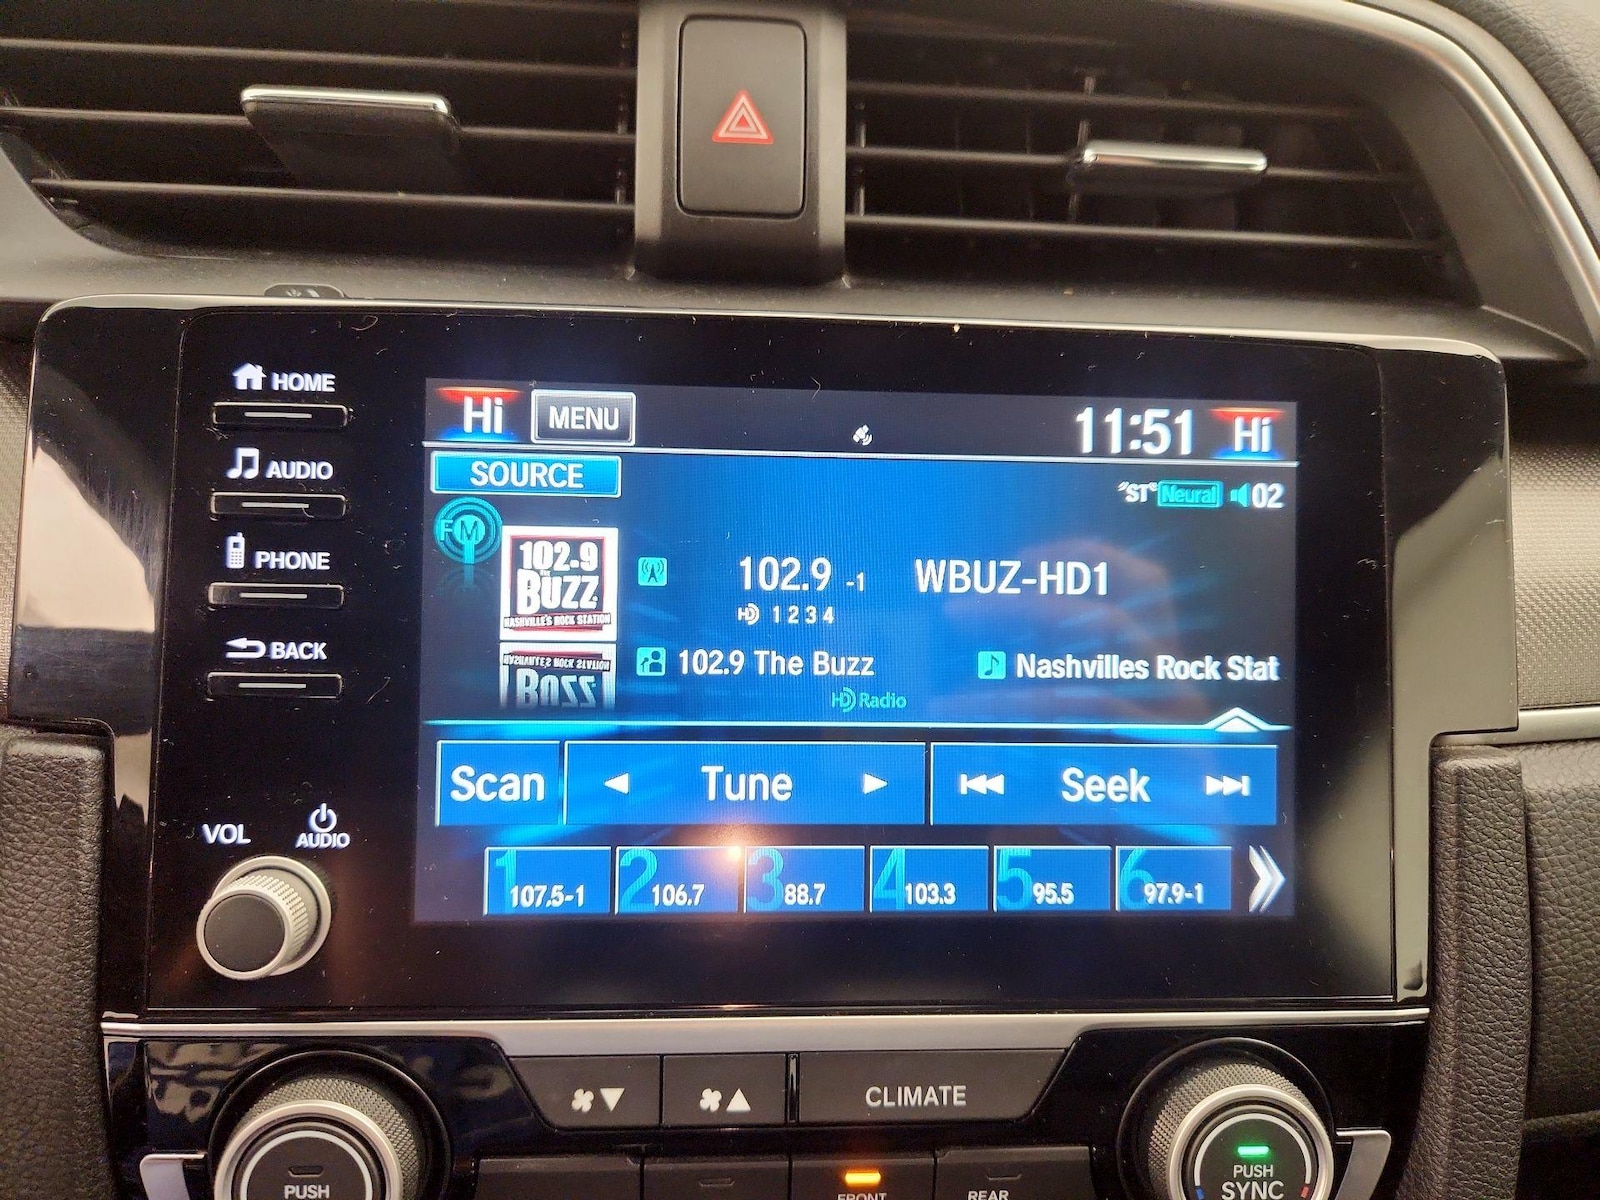 HOME
AUDIO
PHONE
BACK
VOL
AUDIO
Hi MENU 11:51 Hi
SOURCE
"ST" Neural 02
FM
102.9
THE
BUZZ
NASHVILLE'S ROCK STATION
102.9 -1 WBUZ-HD1
HD 1 2 3 4
102.9 The Buzz Nashvilles Rock Stat
HD Radio
Scan Tune Seek
1 107.5-1 2 106.7 3 88.7 4 103.3 5 95.5 6 97.9-1
CLIMATE
PUSH
FRONT
REAR
PUSH
SYNC